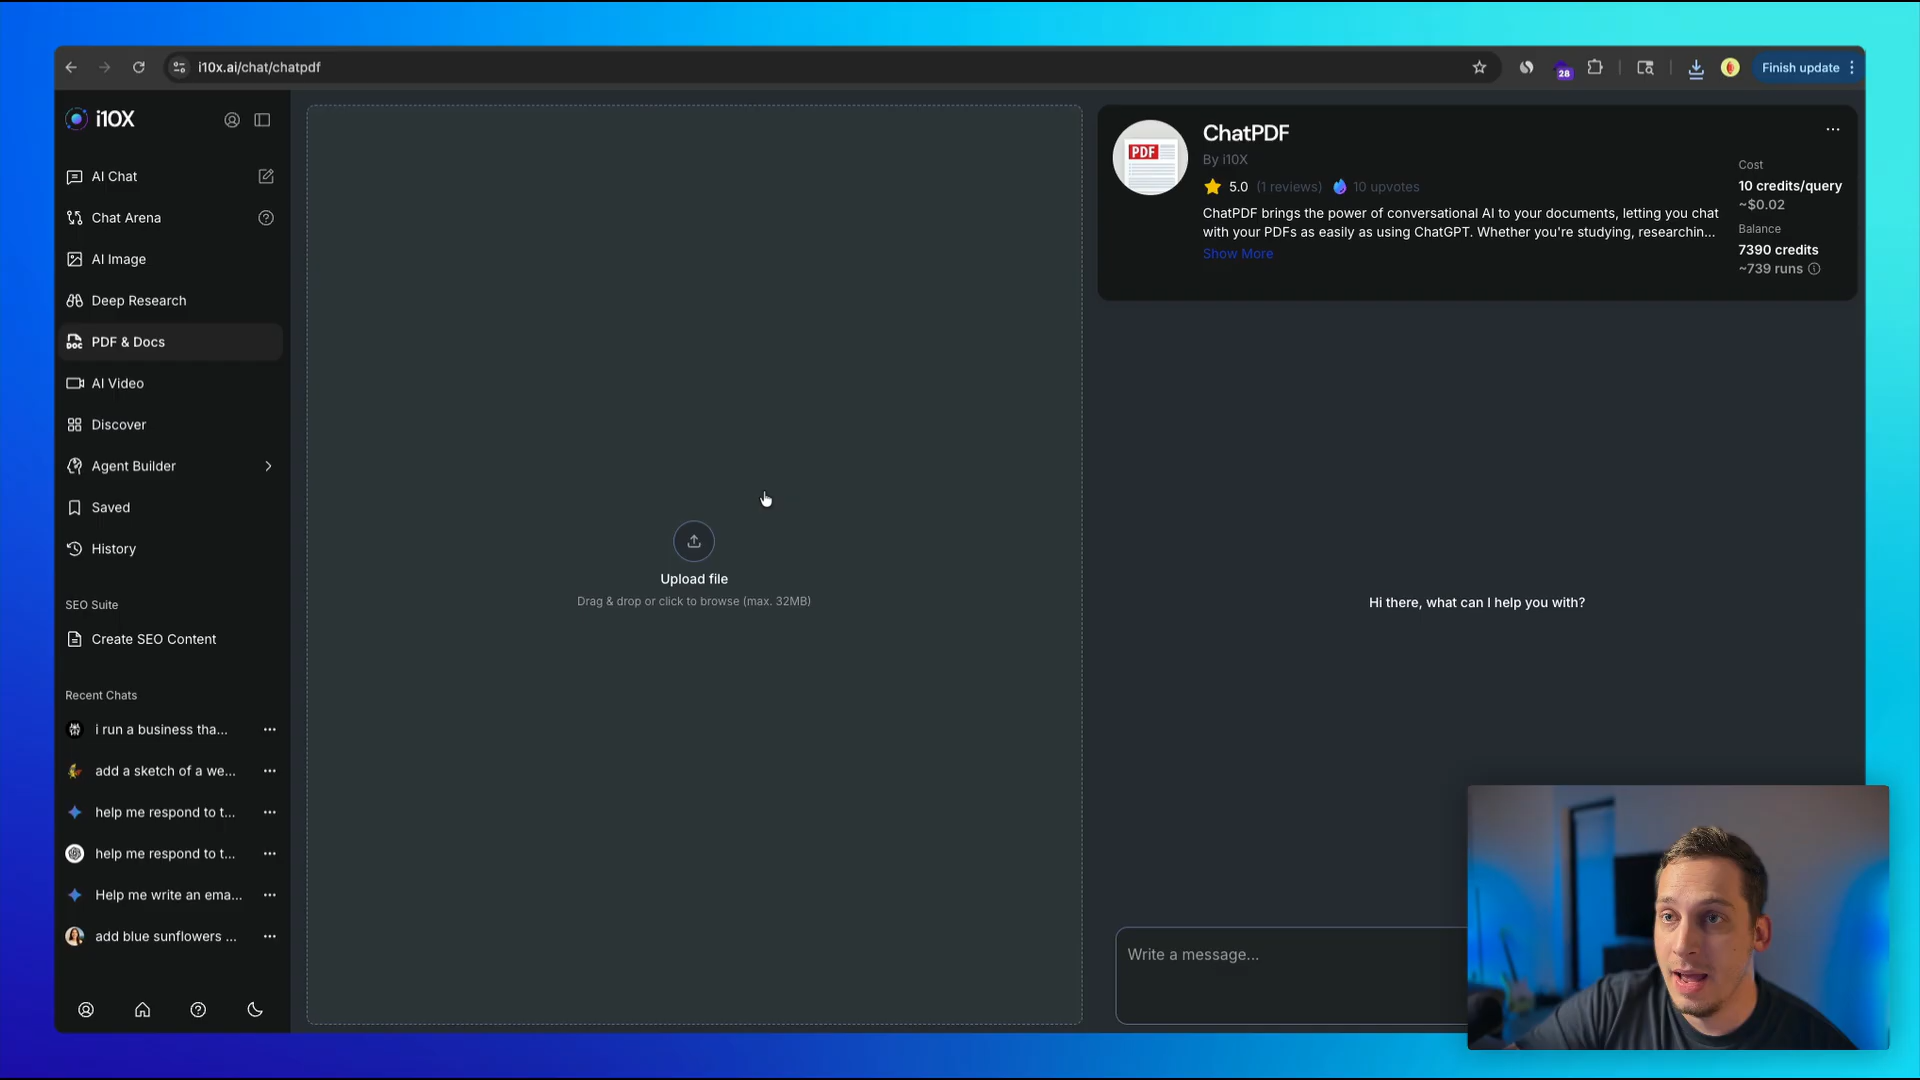 i10x.ai/chat/chatpdf
28
Finish update
i10X
AI Chat
Chat Arena
AI Image
Deep Research
DOC
PDF & Docs
AI Video
Discover
Agent Builder
Saved
History
SEO Suite
Create SEO Content
Recent Chats
i run a business tha...
add a sketch of a we...
help me respond to t...
help me respond to t...
Help me write an ema...
add blue sunflowers ...
Upload file
Drag & drop or click to browse (max. 32MB)
PDF
ChatPDF
By i10X
5.0 (1 reviews) 10 upvotes
ChatPDF brings the power of conversational AI to your documents, letting you chat
with your PDFs as easily as using ChatGPT. Whether you're studying, researchin...
Show More
Cost
10 credits/query
~$0.02
Balance
7390 credits
~739 runs
Hi there, what can I help you with?
Write a message...